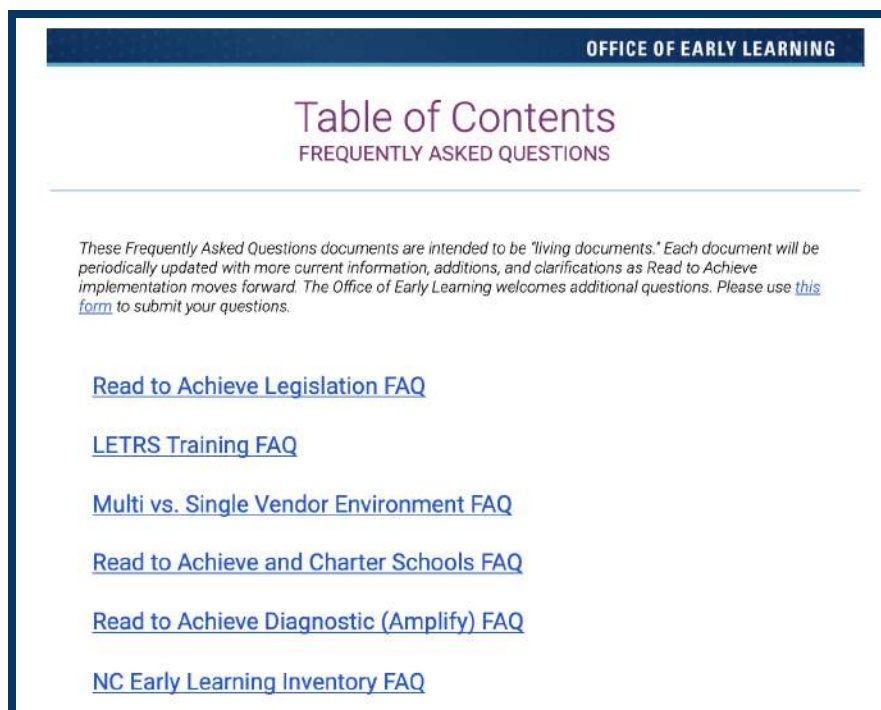 OFFICE OF EARLY LEARNING
Table of Contents
FREQUENTLY ASKED QUESTIONS
These Frequently Asked Questions documents are intended to be "living documents." Each document will be
periodically updated with more current information, additions, and clarifications as Read to Achieve
implementation moves forward. The Office of Early Learning welcomes additional questions. Please use this
form to submit your questions.
Read to Achieve Legislation FAQ
LETRS Training FAQ
Multi vs. Single Vendor Environment FAQ
Read to Achieve and Charter Schools FAQ
Read to Achieve Diagnostic (Amplify) FAQ
NC Early Learning Inventory FAQ